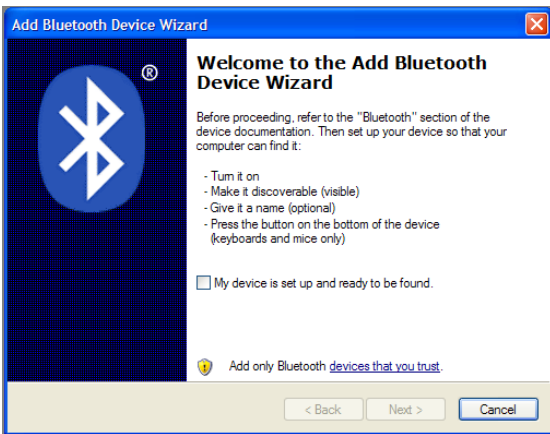 Add Bluetooth Device Wizard
®
Welcome to the Add Bluetooth
Device Wizard
Before proceeding, refer to the "Bluetooth" section of the
device documentation. Then set up your device so that your
computer can find it:
- Turn it on
- Make it discoverable (visible)
- Give it a name (optional)
- Press the button on the bottom of the device
(keyboards and mice only)
My device is set up and ready to be found.
Add only Bluetooth devices that you trust.
< Back Next > Cancel